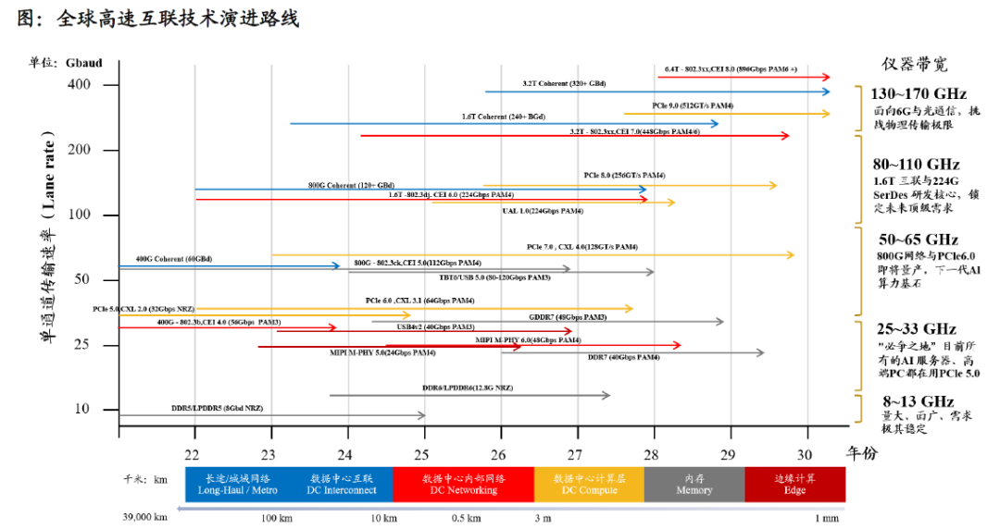 图：全球高速互联技术演进路线
单位：Gbaud
仪器带宽
单通道传输速率（Lane rate）
400
200
100
50
25
10
6.4T - 802.3xx,CEI 8.0 (896Gbps PAM6 +)
3.2T Coherent (320+ GBd)
PCIe 9.0 (512GT/s PAM4)
1.6T Coherent (240+ BGd)
3.2T - 802.3xx,CEI 7.0(448Gbps PAM4/6)
PCIe 8.0 (256GT/s PAM4)
800G Coherent (120+ GBd)
1.6T -802.3dj, CEI 6.0 (224Gbps PAM4)
UAL 1.0(224Gbps PAM4)
PCIe 7.0 , CXL 4.0(128GT/s PAM4)
400G Coherent (60GBd)
800G - 802.3ck,CEI 5.0(112Gbps PAM4)
TBT6/USB 5.0 (80-120Gbps PAM3)
PCIe 6.0 ,CXL 3.1 (64Gbps PAM4)
PCIe 5.0,CXL 2.0 (32Gbps NRZ)
GDDR7 (48Gbps PAM3)
400G - 802.3b,CEI 4.0 (56Gbps PAM3)
USB4v2 (40Gbps PAM3)
MIPI M-PHY 6.0(48Gbps PAM4)
MIPI M-PHY 5.0(24Gbps PAM4)
DDR7 (40Gbps PAM4)
DDR6/LPDDR6(12.8G NRZ)
DDR5/LPDDR5 (8Gbd NRZ)
130~170 GHz
面向6G与光通信，挑
战物理传输极限
80~110 GHz
1.6T 三联与224G
SerDes 研发核心，锁
定未来顶级需求
50~65 GHz
800G网络与PCIe6.0
即将量产，下一代AI
算力基石
25~33 GHz
"必争之地” 目前所
有的AI 服务器、高
端PC都在用PCIe 5.0
8~13 GHz
量大、面广、需求
极其稳定
22 23 24 25 26 27 28 29 30 年份
千米：km
长途/城域网络
Long-Haul / Metro
数据中心互联
DC Interconnect
数据中心内部网络
DC Networking
数据中心计算层
DC Compute
内存
Memory
边缘计算
Edge
39,000 km 100 km 10 km 0.5 km 3 m 1 mm